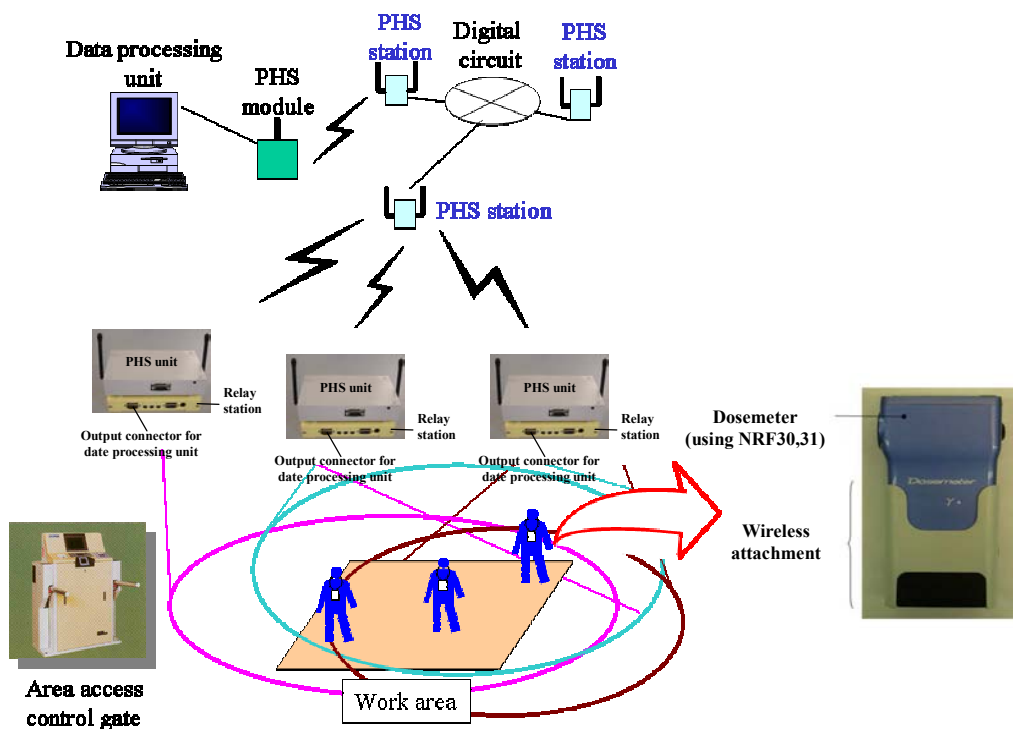 PHS
station
Digital
circuit
PHS
station
Data processing
unit
PHS
module
PHS station
PHS unit
Relay
station
Output connector for
date processing unit
PHS unit
Relay
station
Output connector for
date processing unit
PHS unit
Relay
station
Output connector for
date processing unit
Dosemeter
(using NRF30,31)
Dosemeter
γ
Wireless
attachment
Area access
control gate
Work area